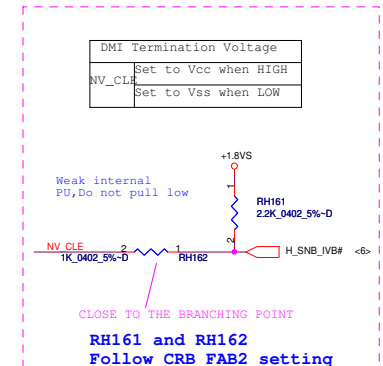 DMI Termination Voltage
NV_CLE
Set to Vcc when HIGH
Set to Vss when LOW
+1.8VS
Weak internal
PU,Do not pull low
1
RH161
2.2K_0402_5%~D
2
NV_CLE 2 1 H_SNB_IVB# <6>
1K_0402_5%~D RH162
CLOSE TO THE BRANCHING POINT
RH161 and RH162
Follow CRB FAB2 setting